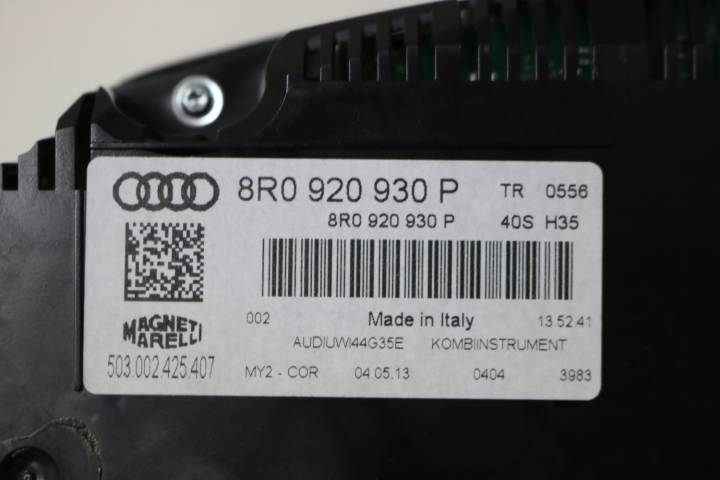 8R0 920 930 P TR 0556
8R0 920 930 P 40S H35
002 Made in Italy 13 52.41
MAGNETI MARELLI
AUDIUWI44G35E KOMBIINSTRUMENT
503.002.425.407 MY2 - COR 04.05.13 0404 3983